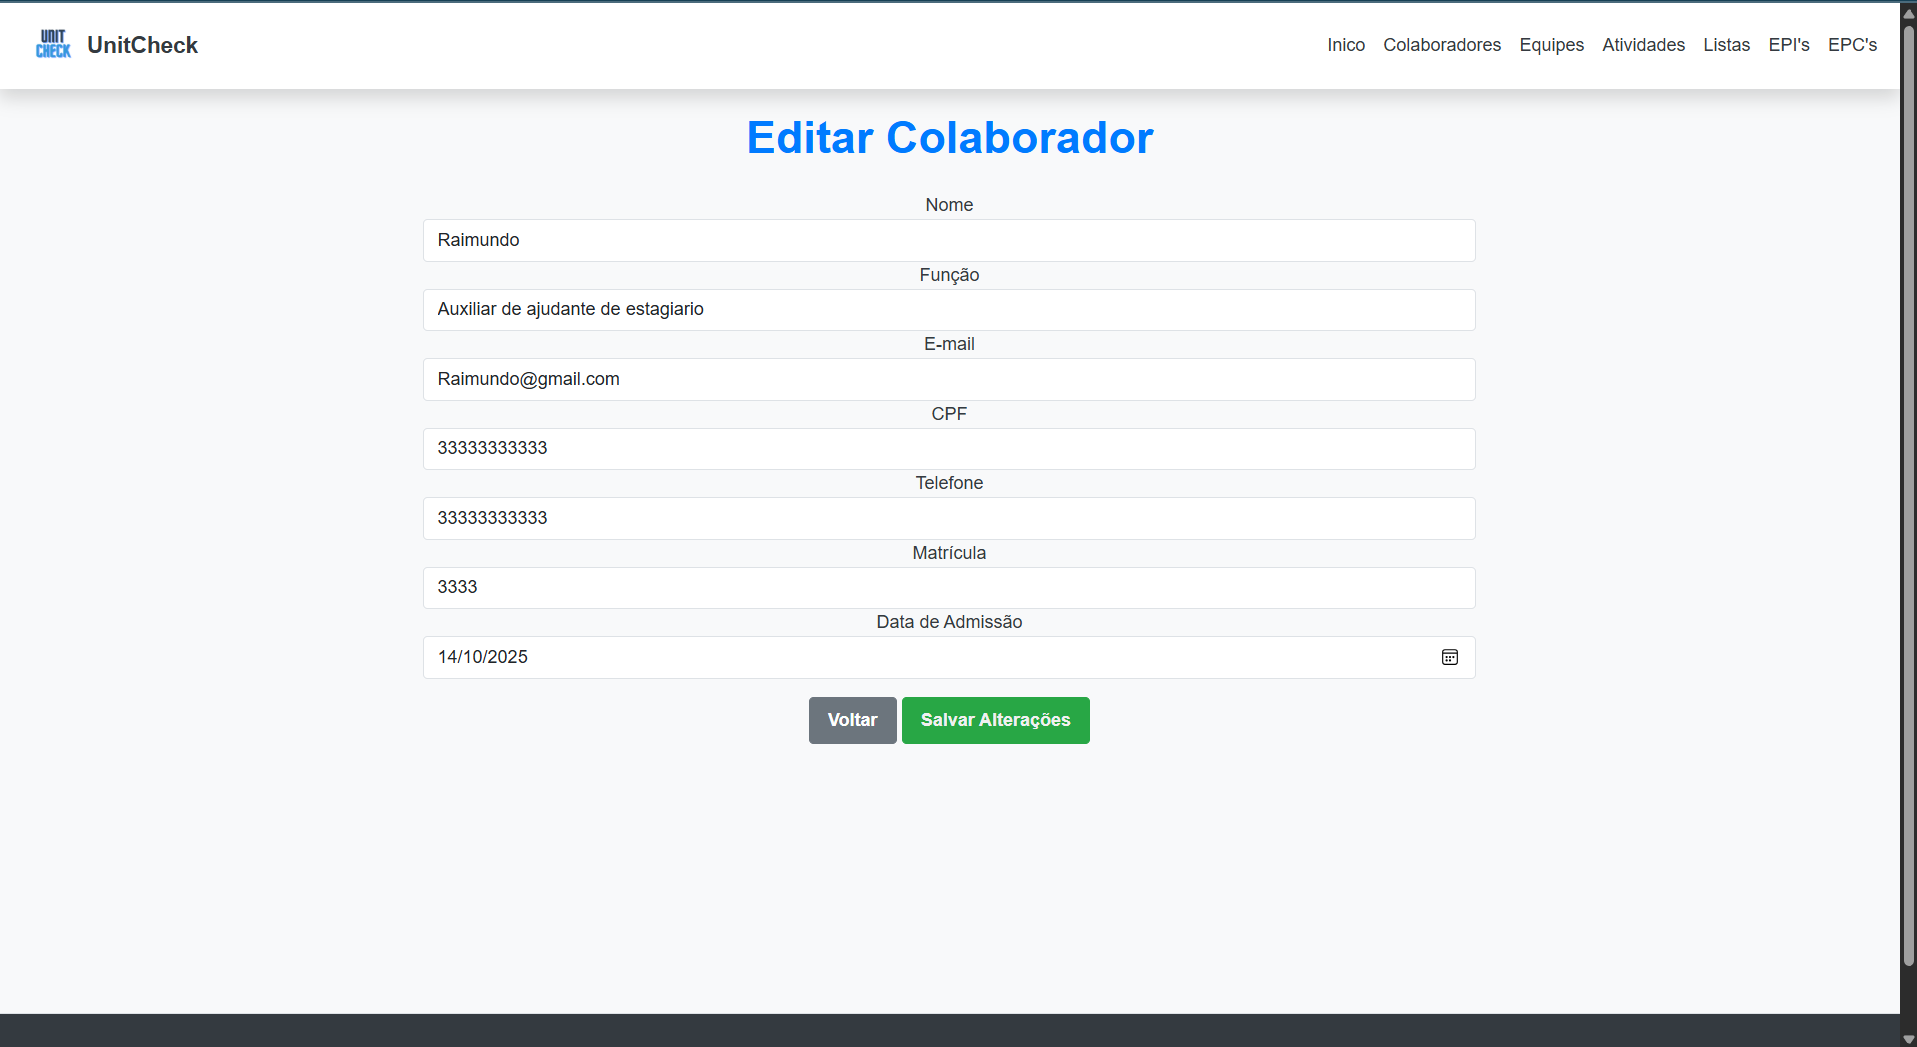 UNIT
CHECK
UnitCheck
Inico Colaboradores Equipes Atividades Listas EPI's EPC's
Editar Colaborador
Nome
Raimundo
Função
Auxiliar de ajudante de estagiario
E-mail
Raimundo@gmail.com
CPF
33333333333
Telefone
33333333333
Matrícula
3333
Data de Admissão
14/10/2025
Voltar Salvar Alterações